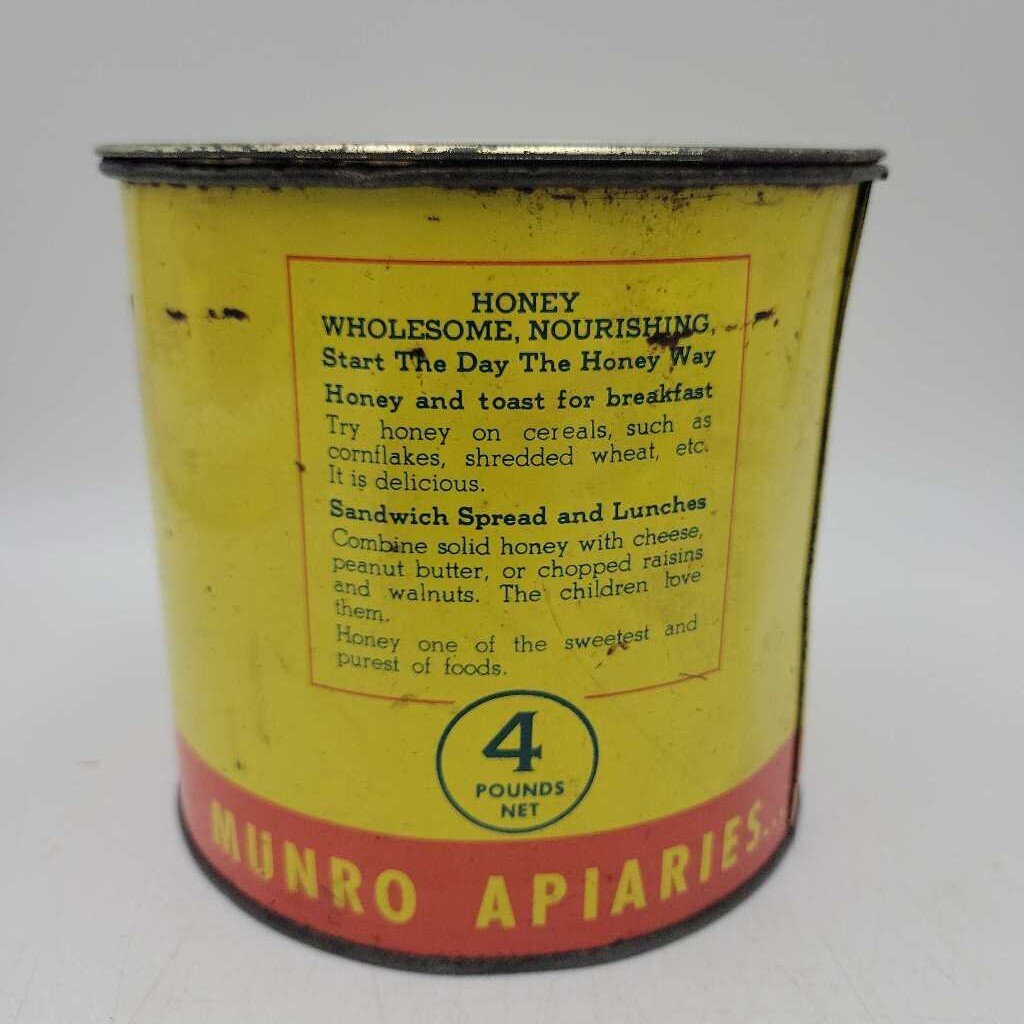 HONEY
WHOLESOME, NOURISHING,
Start The Day The Honey Way
Honey and toast for breakfast
Try honey on cereals, such as
cornflakes, shredded wheat, etc.
It is delicious.
Sandwich Spread and Lunches
Combine solid honey with cheese,
peanut butter, or chopped raisins
and walnuts. The children love
them.
Honey one of the sweetest and
purest of foods.
4
POUNDS
NET
MUNRO APIARIES...